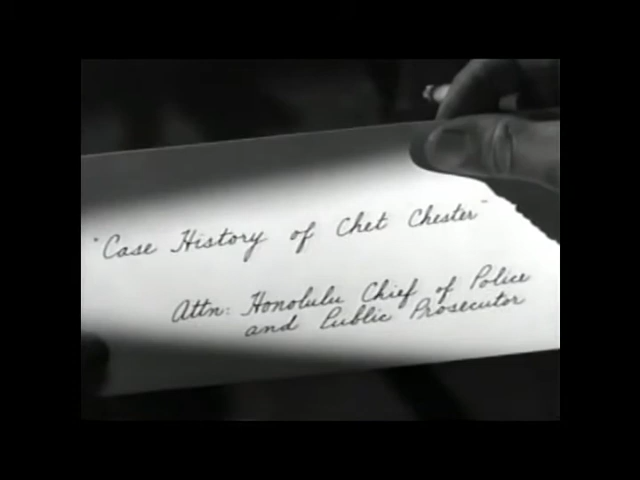 "Case History of Chet Chester"
Attn: Honolulu Chief of Police
and Public Prosecutor